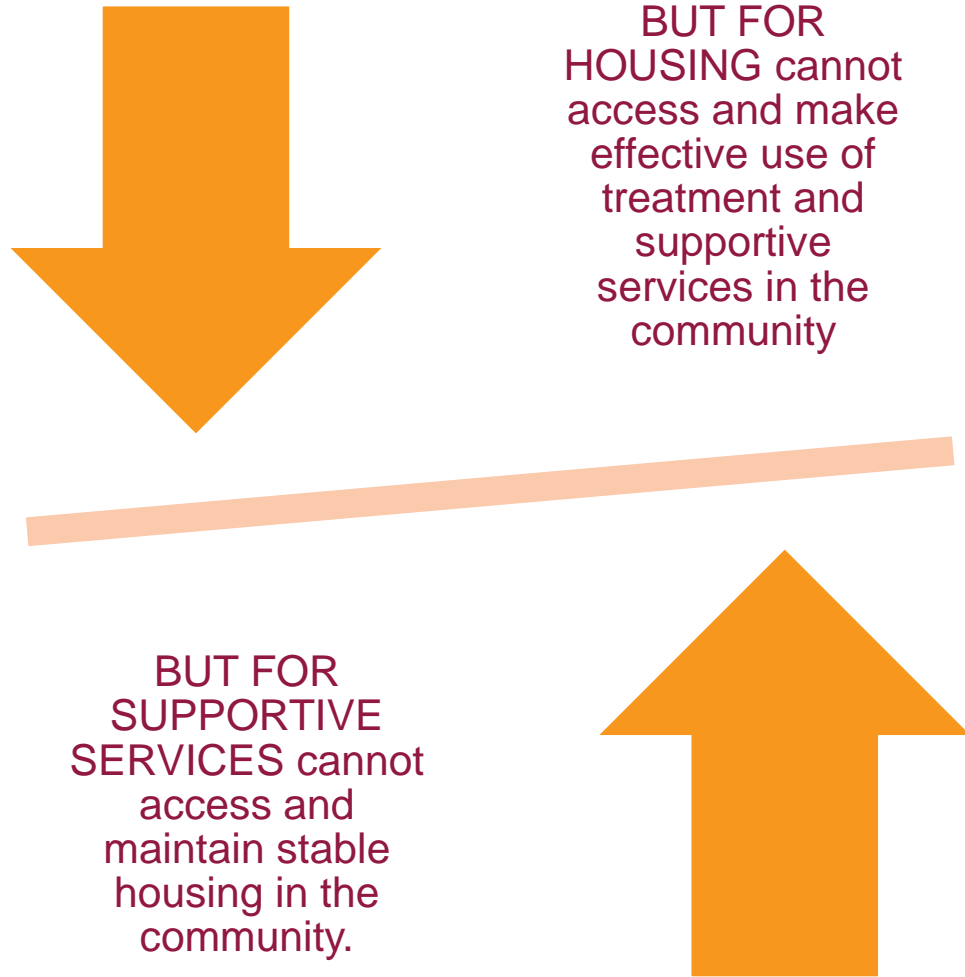 BUT FOR
HOUSING cannot
access and make
effective use of
treatment and
supportive
services in the
community
BUT FOR
SUPPORTIVE
SERVICES cannot
access and
maintain stable
housing in the
community.